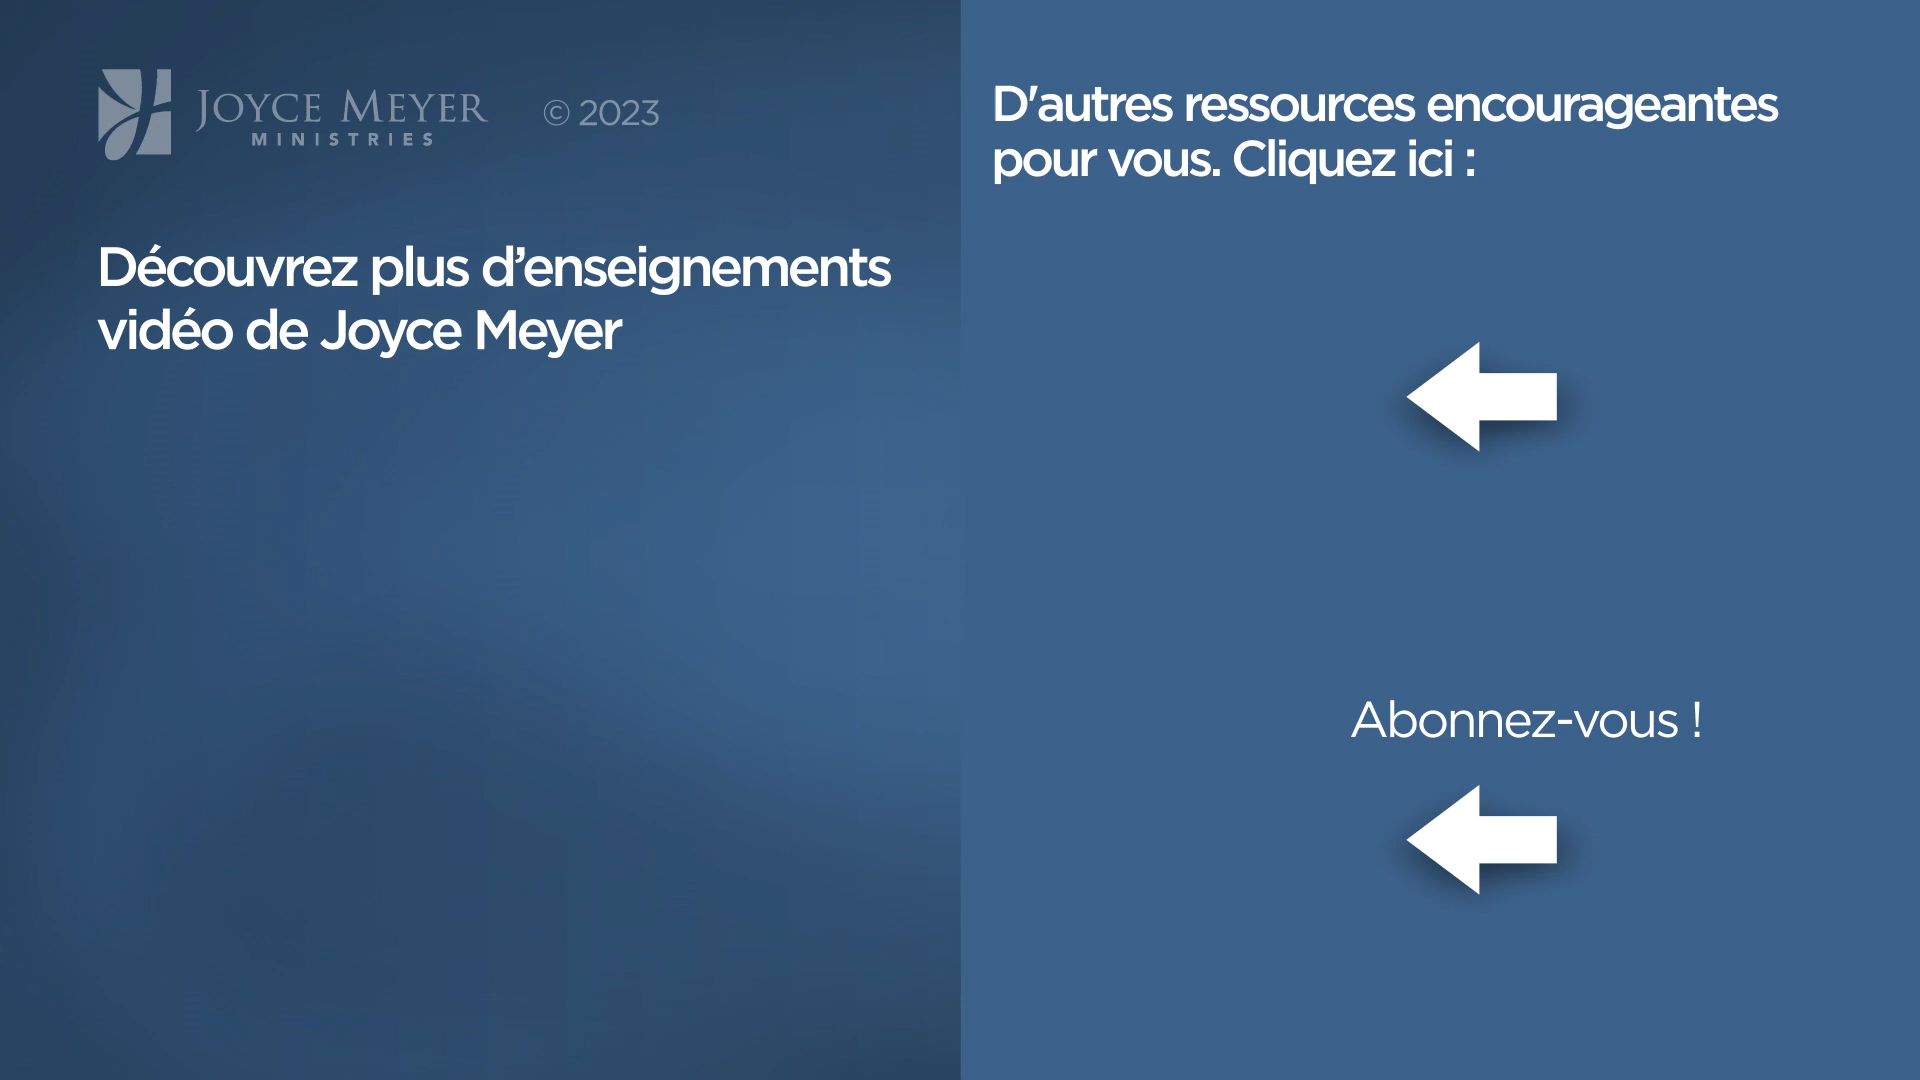 JOYCE MEYER © 2023
MINISTRIES
Découvrez plus d’enseignements
vidéo de Joyce Meyer
D'autres ressources encourageantes
pour vous. Cliquez ici :
Abonnez-vous !